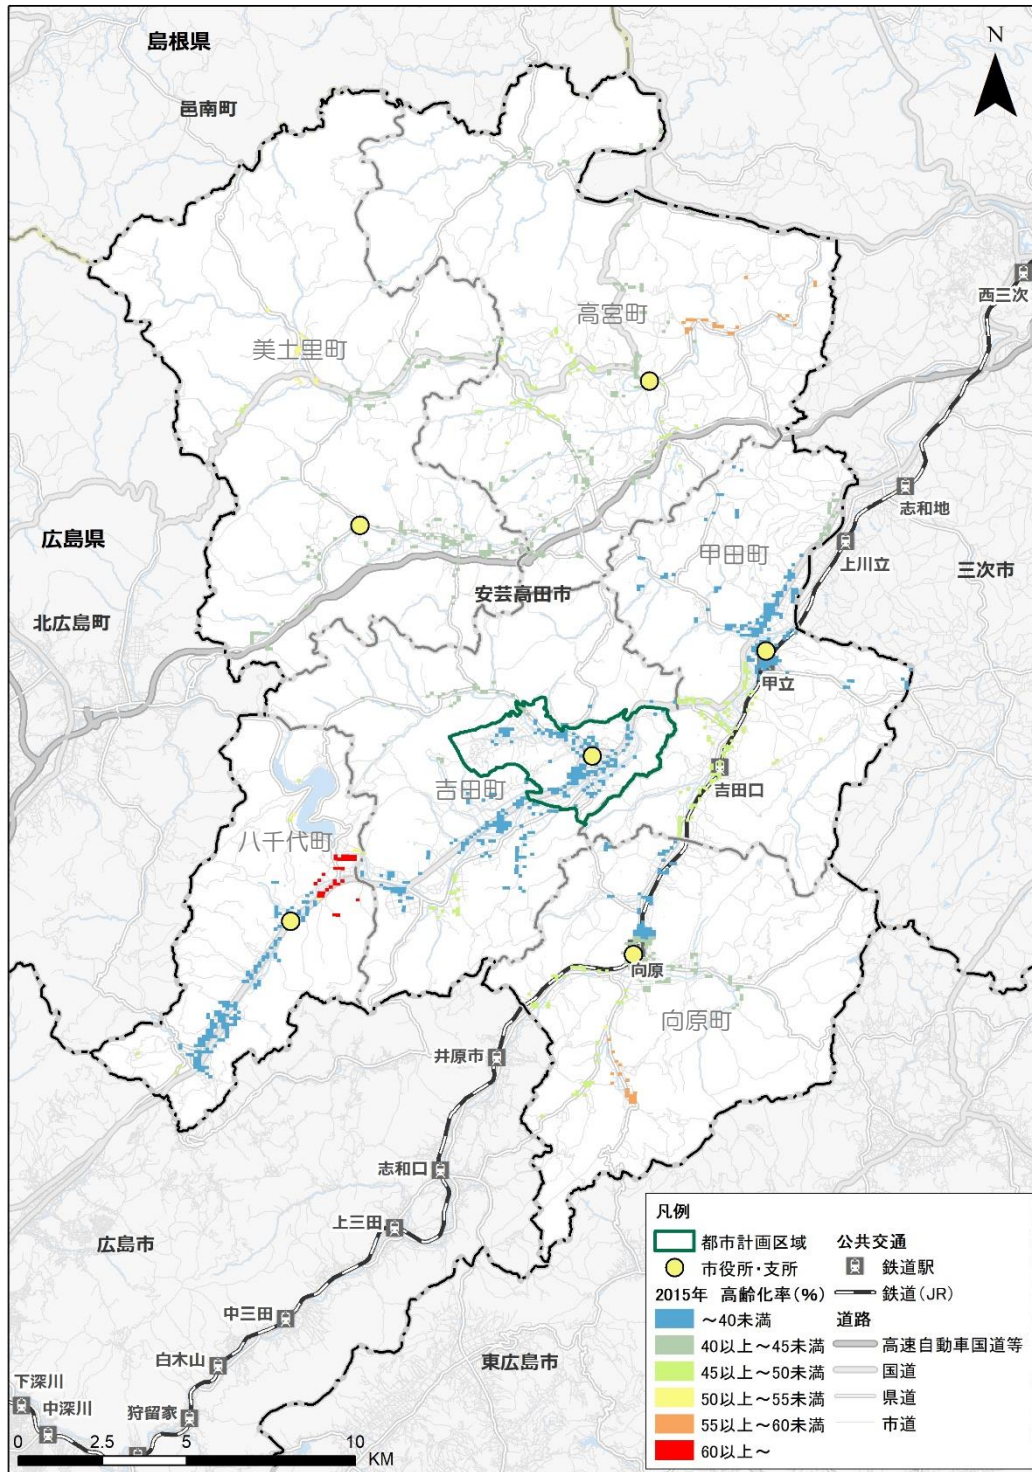 島根県
N
邑南町
西三次
高宮町
美土里町
志和地
広島県
甲田町
上川立
三次市
安芸高田市
北広島町
甲立
吉田口
吉田町
八千代町
向原
向原町
井原市
志和口
上三田
広島市
中三田
白木山
東広島市
下深川
中深川
狩留家
0 2.5 5 10
KM
凡例
都市計画区域
市役所・支所
2015年 高齢化率(%)
～40未満
40以上～45未満
45以上～50未満
50以上～55未満
55以上～60未満
60以上～
公共交通
鉄道駅
鉄道(JR)
道路
高速自動車国道等
国道
県道
市道